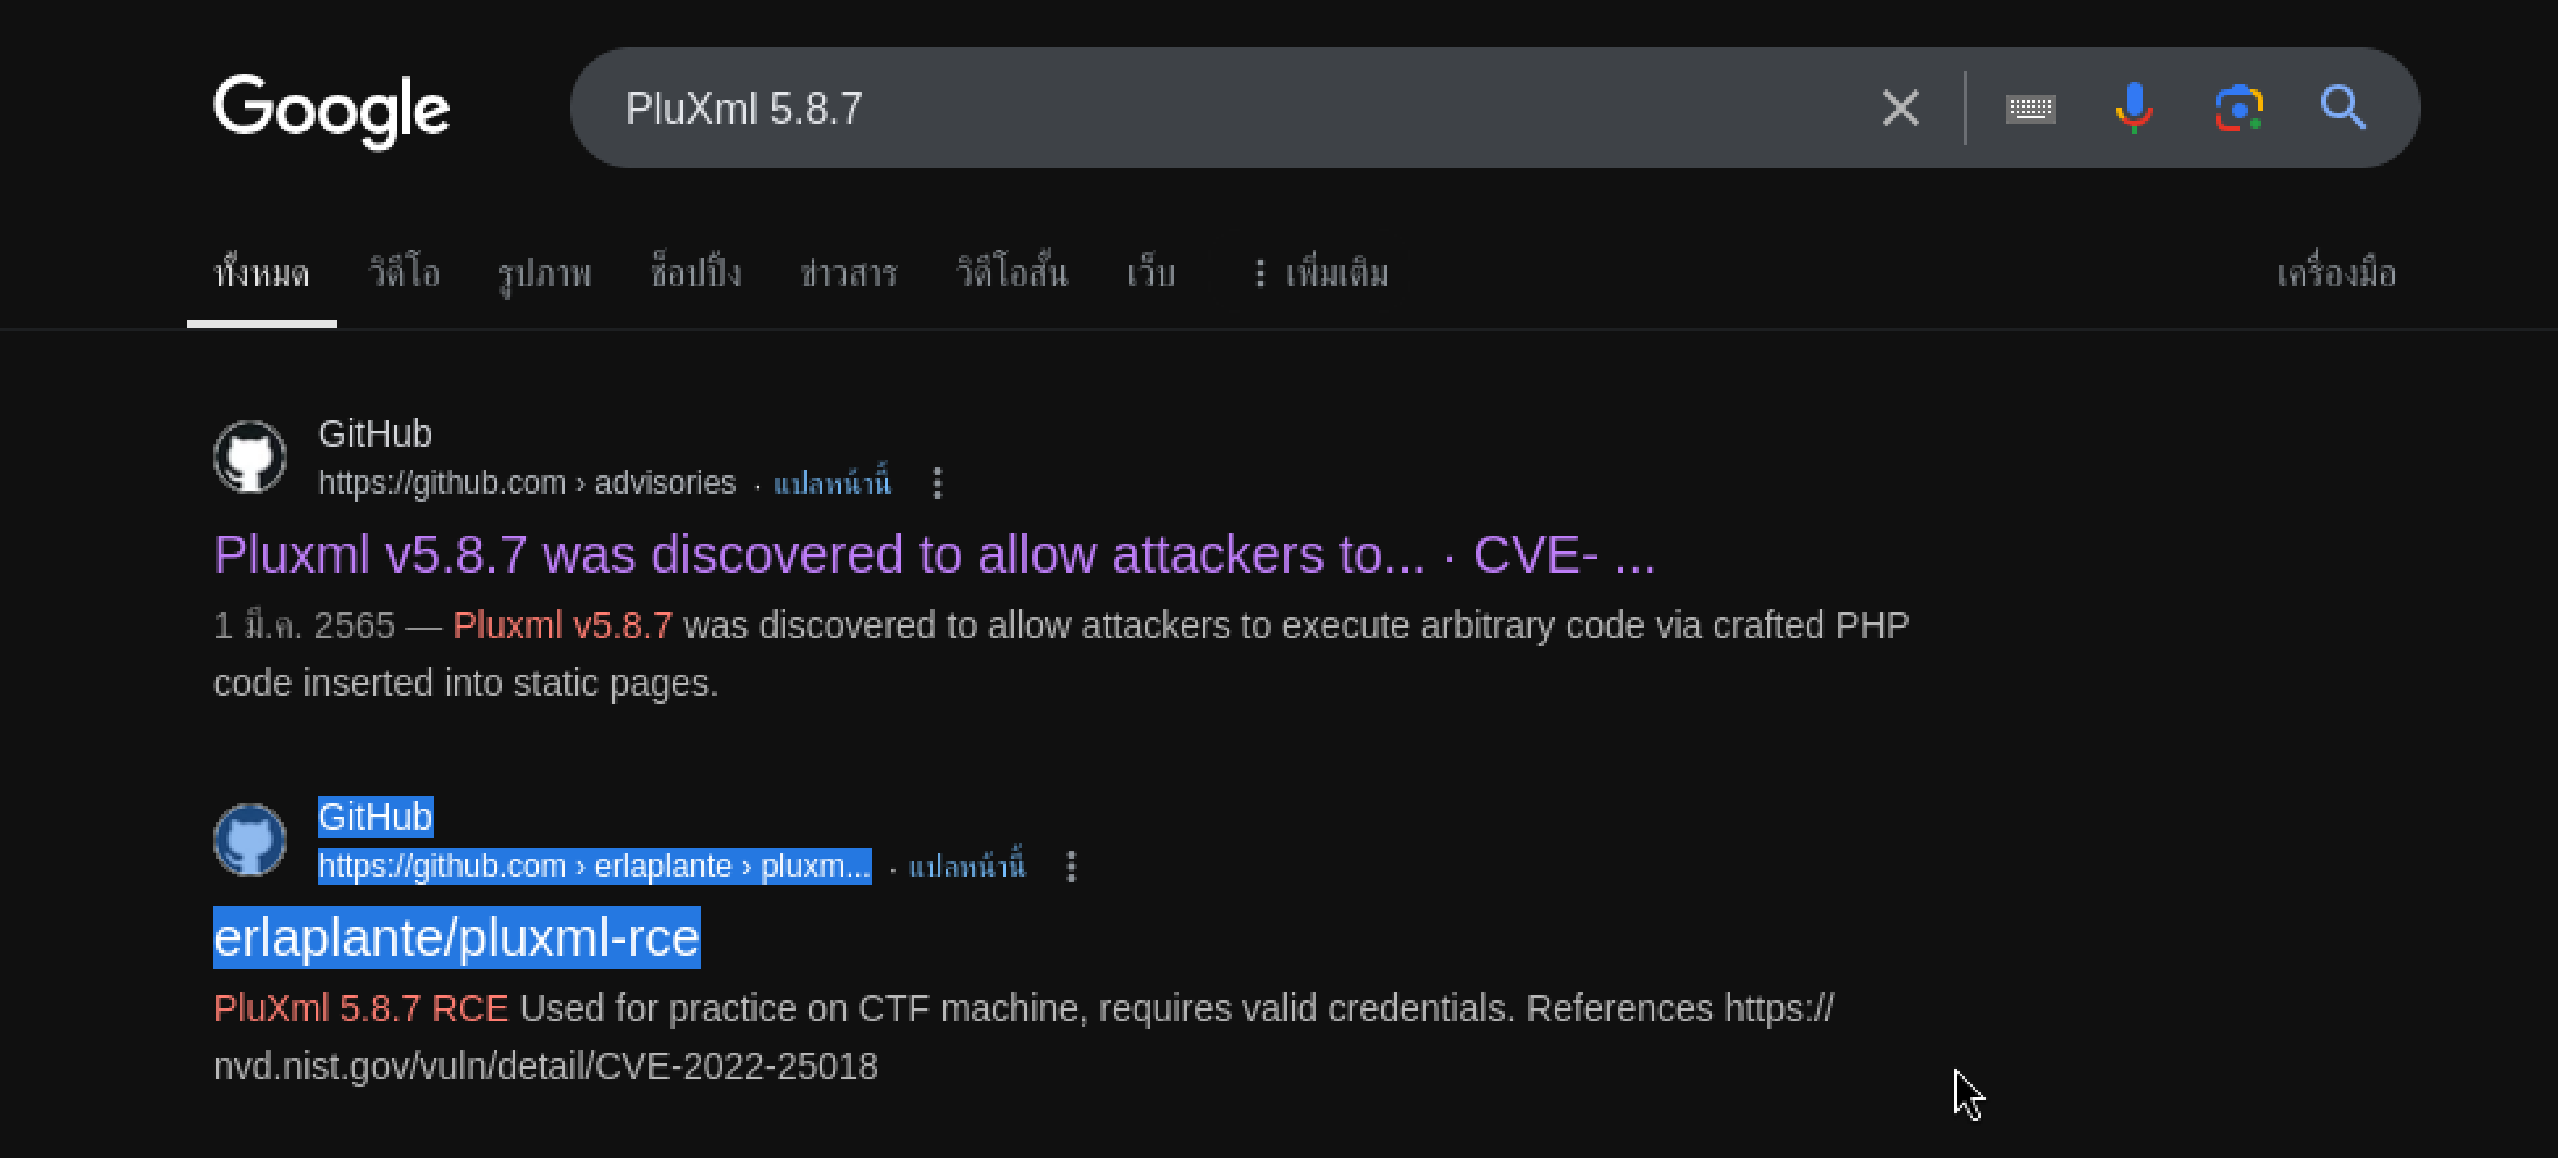 Google
PluXml 5.8.7
ทั้งหมด วิดีโอ รูปภาพ ช็อปปิ้ง ข่าวสาร วิดีโอสั้น เว็บ เพิ่มเติม เครื่องมือ
GitHub
https://github.com › advisories · แปลหน้านี้
Pluxml v5.8.7 was discovered to allow attackers to... · CVE- ...
1 มี.ค. 2565 — Pluxml v5.8.7 was discovered to allow attackers to execute arbitrary code via crafted PHP
code inserted into static pages.
GitHub
https://github.com › erlaplante › pluxm... · แปลหน้านี้
erlaplante/pluxml-rce
PluXml 5.8.7 RCE Used for practice on CTF machine, requires valid credentials. References https://
nvd.nist.gov/vuln/detail/CVE-2022-25018